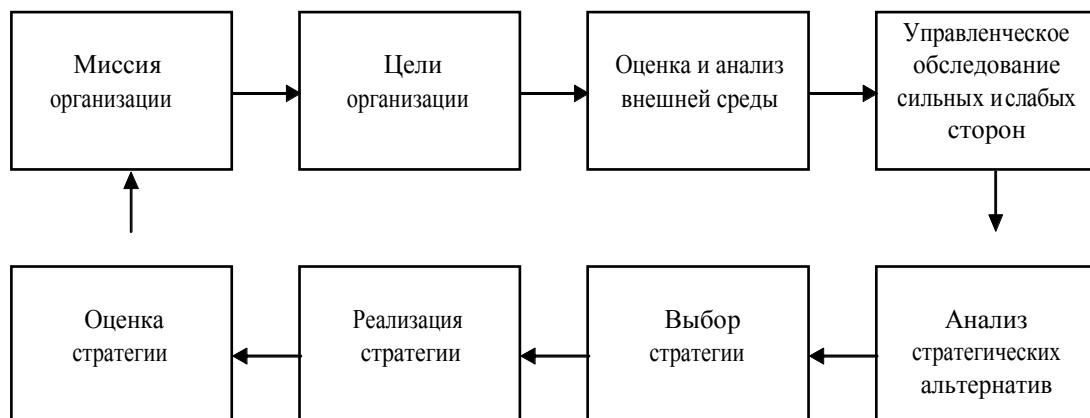 Миссия
организации
Цели
организации
Оценка и анализ
внешней среды
Управленческое
обследование
сильных ислабых
сторон
Оценка
стратегии
Реализация
стратегии
Выбор
стратегии
Анализ
стратегических
альтернатив